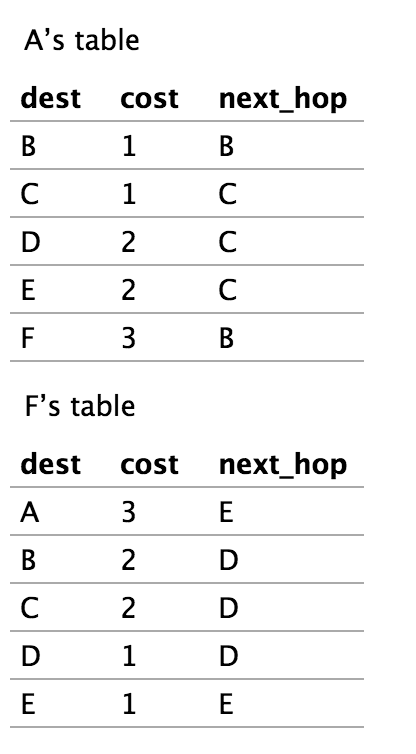 A’s table
dest cost next_hop
B 1 B
C 1 C
D 2 C
E 2 C
F 3 B
F’s table
dest cost next_hop
A 3 E
B 2 D
C 2 D
D 1 D
E 1 E